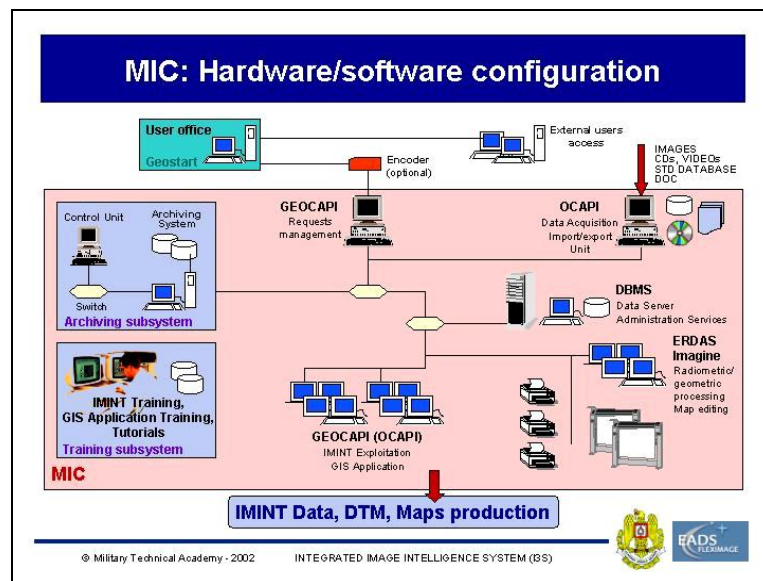 MIC: Hardware/software configuration
User office
Geostart
External users
access
Encoder
(optional)
IMAGES
CDs, VIDEOs
STD DATABASE
DOC
GEOCAPI
Requests
management
OCAPI
Data Acquisition
Import/export
Unit
Control Unit
Archiving
System
Switch
Archiving subsystem
DBMS
Data Server
Administration Services
ERDAS
Imagine
Radiometric/
geometric
processing
Map editing
IMINT Training,
GIS Application Training,
Tutorials
Training subsystem
GEOCAPI (OCAPI)
IMINT Exploitation
GIS Application
MIC
IMINT Data, DTM, Maps production
© Military Technical Academy - 2002
INTEGRATED IMAGE INTELLIGENCE SYSTEM (I3S)
EADS
FLEXIMAGE